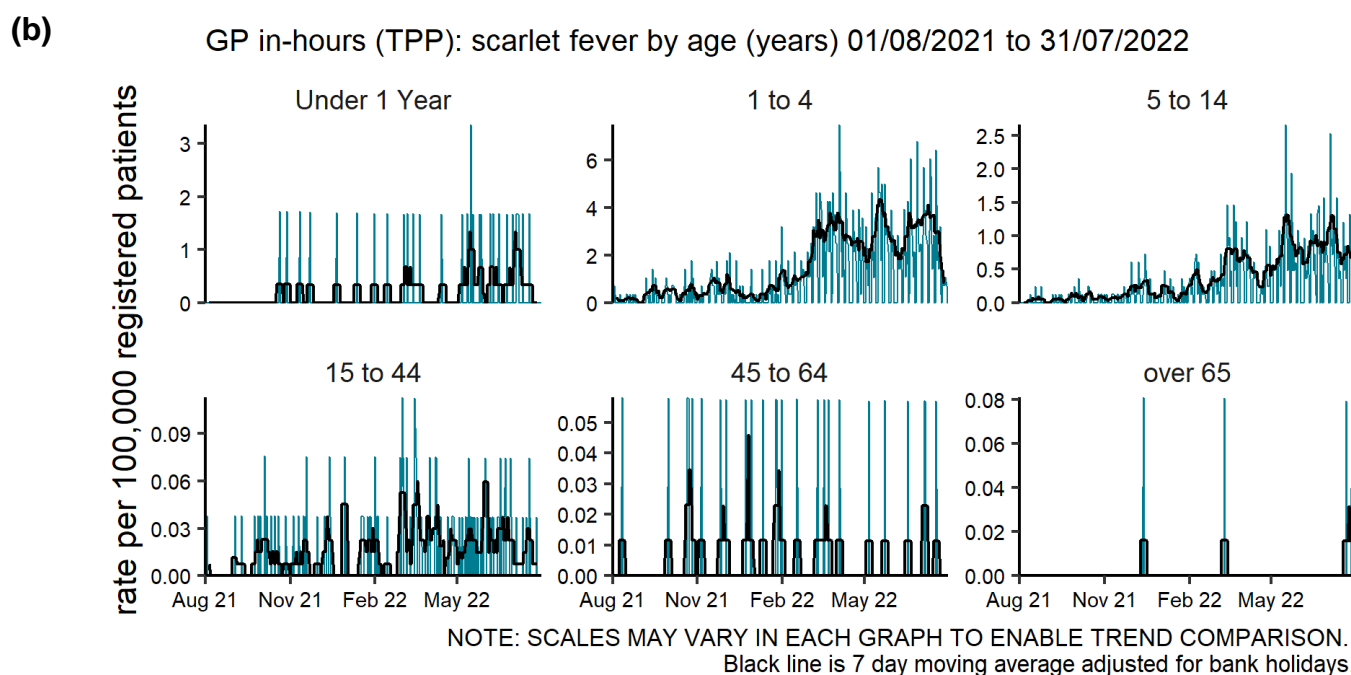 (b)
GP in-hours (TPP): scarlet fever by age (years) 01/08/2021 to 31/07/2022
rate per 100,000 registered patients
Under 1 Year
1 to 4
5 to 14
3
2
1
0
6
4
2
0
2.5
2.0
1.5
1.0
0.5
0.0
15 to 44
45 to 64
over 65
0.09
0.06
0.03
0.00
0.05
0.04
0.03
0.02
0.01
0.00
0.08
0.06
0.04
0.02
0.00
Aug 21 Nov 21 Feb 22 May 22
Aug 21 Nov 21 Feb 22 May 22
Aug 21 Nov 21 Feb 22 May 22
NOTE: SCALES MAY VARY IN EACH GRAPH TO ENABLE TREND COMPARISON.
Black line is 7 day moving average adjusted for bank holidays